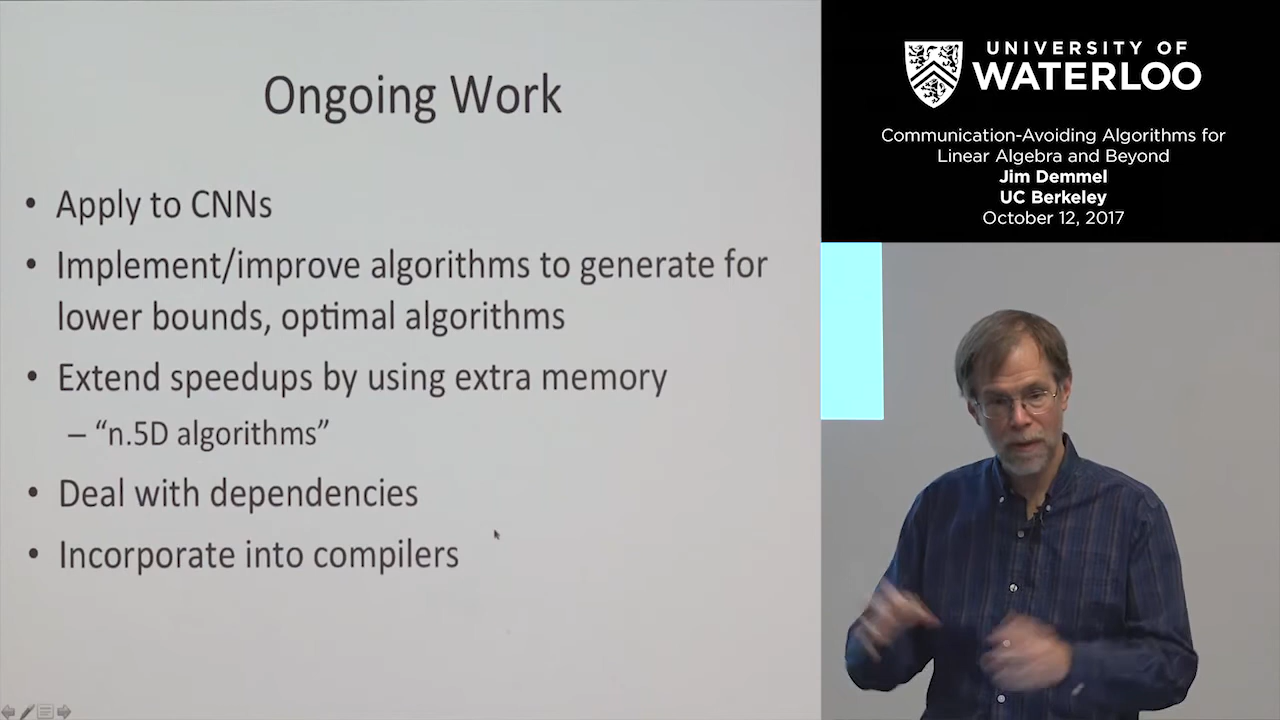 Ongoing Work
• Apply to CNNs
• Implement/improve algorithms to generate for
lower bounds, optimal algorithms
• Extend speedups by using extra memory
– “n.5D algorithms”
• Deal with dependencies
• Incorporate into compilers
UNIVERSITY OF
WATERLOO
Communication-Avoiding Algorithms for
Linear Algebra and Beyond
Jim Demmel
UC Berkeley
October 12, 2017